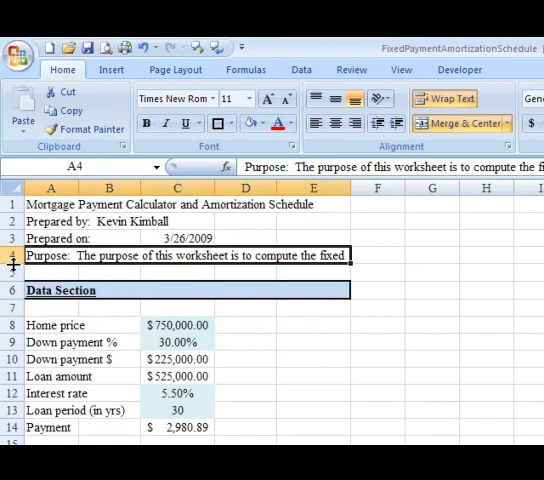 FixedPaymentAmortizationSchedule
Home Insert Page Layout Formulas Data Review View Developer
Paste
Cut
Copy
Format Painter
Clipboard
Times New Rom 11 A A
B I U A
Font
Wrap Text
Merge & Center
Alignment
Gene
$
A4 fx Purpose: The purpose of this worksheet is to compute the fi
A B C D E F G H I
1 Mortgage Payment Calculator and Amortization Schedule
2 Prepared by: Kevin Kimball
3 Prepared on: 3/26/2009
4 Purpose: The purpose of this worksheet is to compute the fixed
5
6 Data Section
7
8 Home price $750,000.00
9 Down payment % 30.00%
10 Down payment $ $225,000.00
11 Loan amount $525,000.00
12 Interest rate 5.50%
13 Loan period (in yrs) 30
14 Payment $ 2,980.89
15